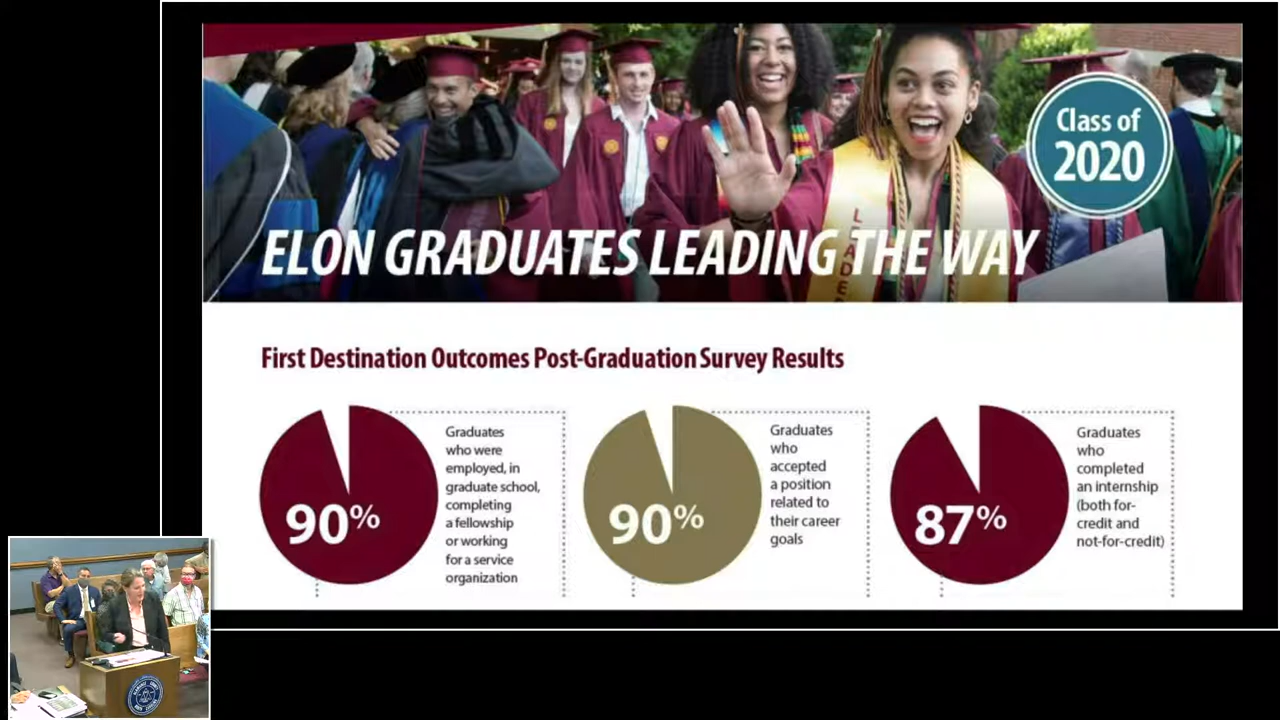 Class of
2020
LEADE
ELON GRADUATES LEADING THE WAY
First Destination Outcomes Post-Graduation Survey Results
90%
Graduates
who were
employed, in
graduate school,
completing
a fellowship
or working
for a service
organization
90%
Graduates
who
accepted
a position
related to
their career
goals
87%
Graduates
who
completed
an internship
(both for-
credit and
not-for-credit)